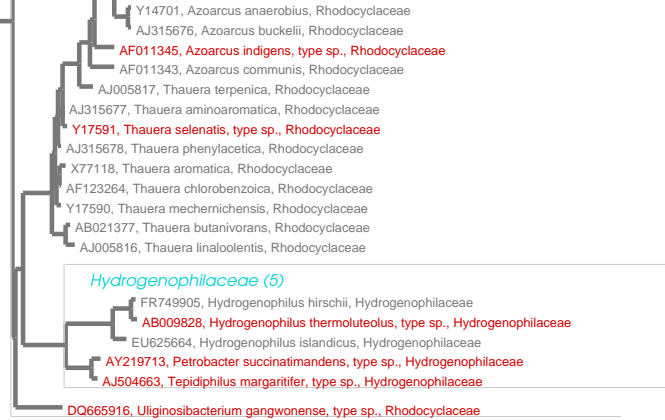 Y14701, Azoarcus anaerobius, Rhodocyclaceae
AJ315676, Azoarcus buckelii, Rhodocyclaceae
AF011345, Azoarcus indigens, type sp., Rhodocyclaceae
AF011343, Azoarcus communis, Rhodocyclaceae
AJ005817, Thauera terpenica, Rhodocyclaceae
AJ315677, Thauera aminoaromatica, Rhodocyclaceae
Y17591, Thauera selenatis, type sp., Rhodocyclaceae
AJ315678, Thauera phenylacetica, Rhodocyclaceae
X77118, Thauera aromatica, Rhodocyclaceae
AF123264, Thauera chlorobenzoica, Rhodocyclaceae
Y17590, Thauera mechernichensis, Rhodocyclaceae
AB021377, Thauera butanivorans, Rhodocyclaceae
AJ005816, Thauera linaloolentis, Rhodocyclaceae
Hydrogenophilaceae (5)
FR749905, Hydrogenophilus hirschii, Hydrogenophilaceae
AB009828, Hydrogenophilus thermoluteolus, type sp., Hydrogenophilaceae
EU625664, Hydrogenophilus islandicus, Hydrogenophilaceae
AY219713, Petrobacter succinatimandens, type sp., Hydrogenophilaceae
AJ504663, Tepidiphilus margaritifer, type sp., Hydrogenophilaceae
DQ665916, Uliginosibacterium gangwonense, type sp., Rhodocyclaceae